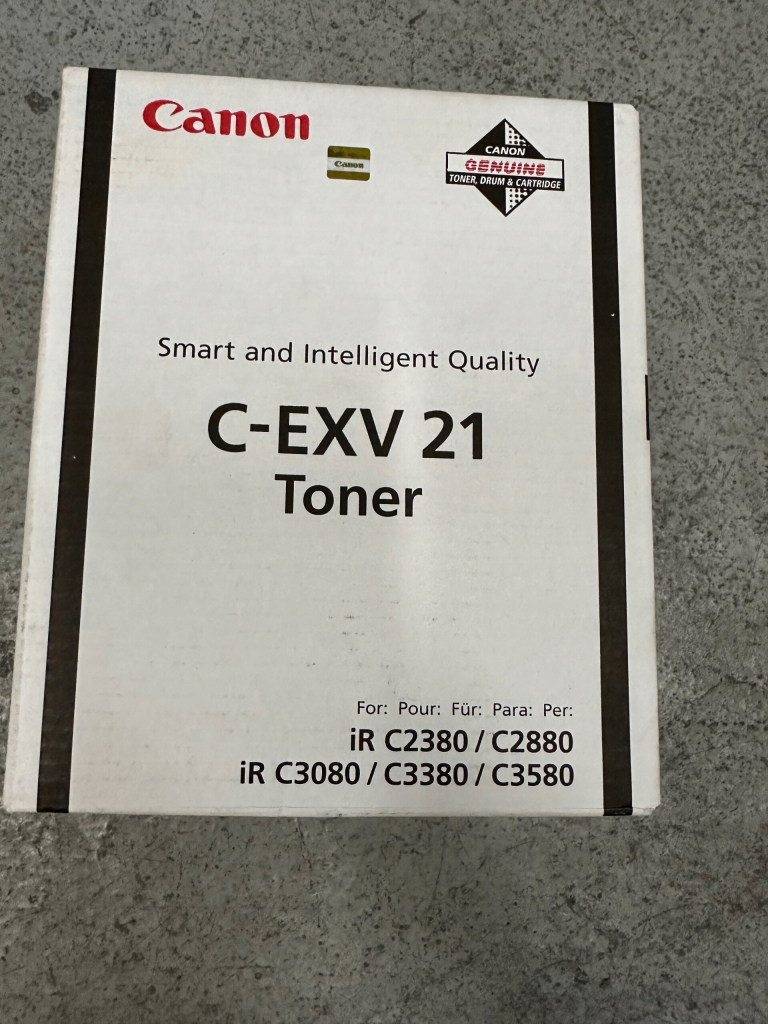 Canon
Canon
CANON
GENUINE
TONER, DRUM & CARTRIDGE
Smart and Intelligent Quality
C-EXV 21
Toner
For: Pour: Für: Para: Per:
iR C2380 / C2880
iR C3080 / C3380 / C3580